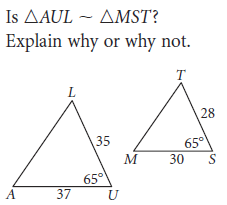 Is △AUL ~ △MST?
Explain why or why not.
T
L
28
35
65°
M 30 S
65°
A 37 U